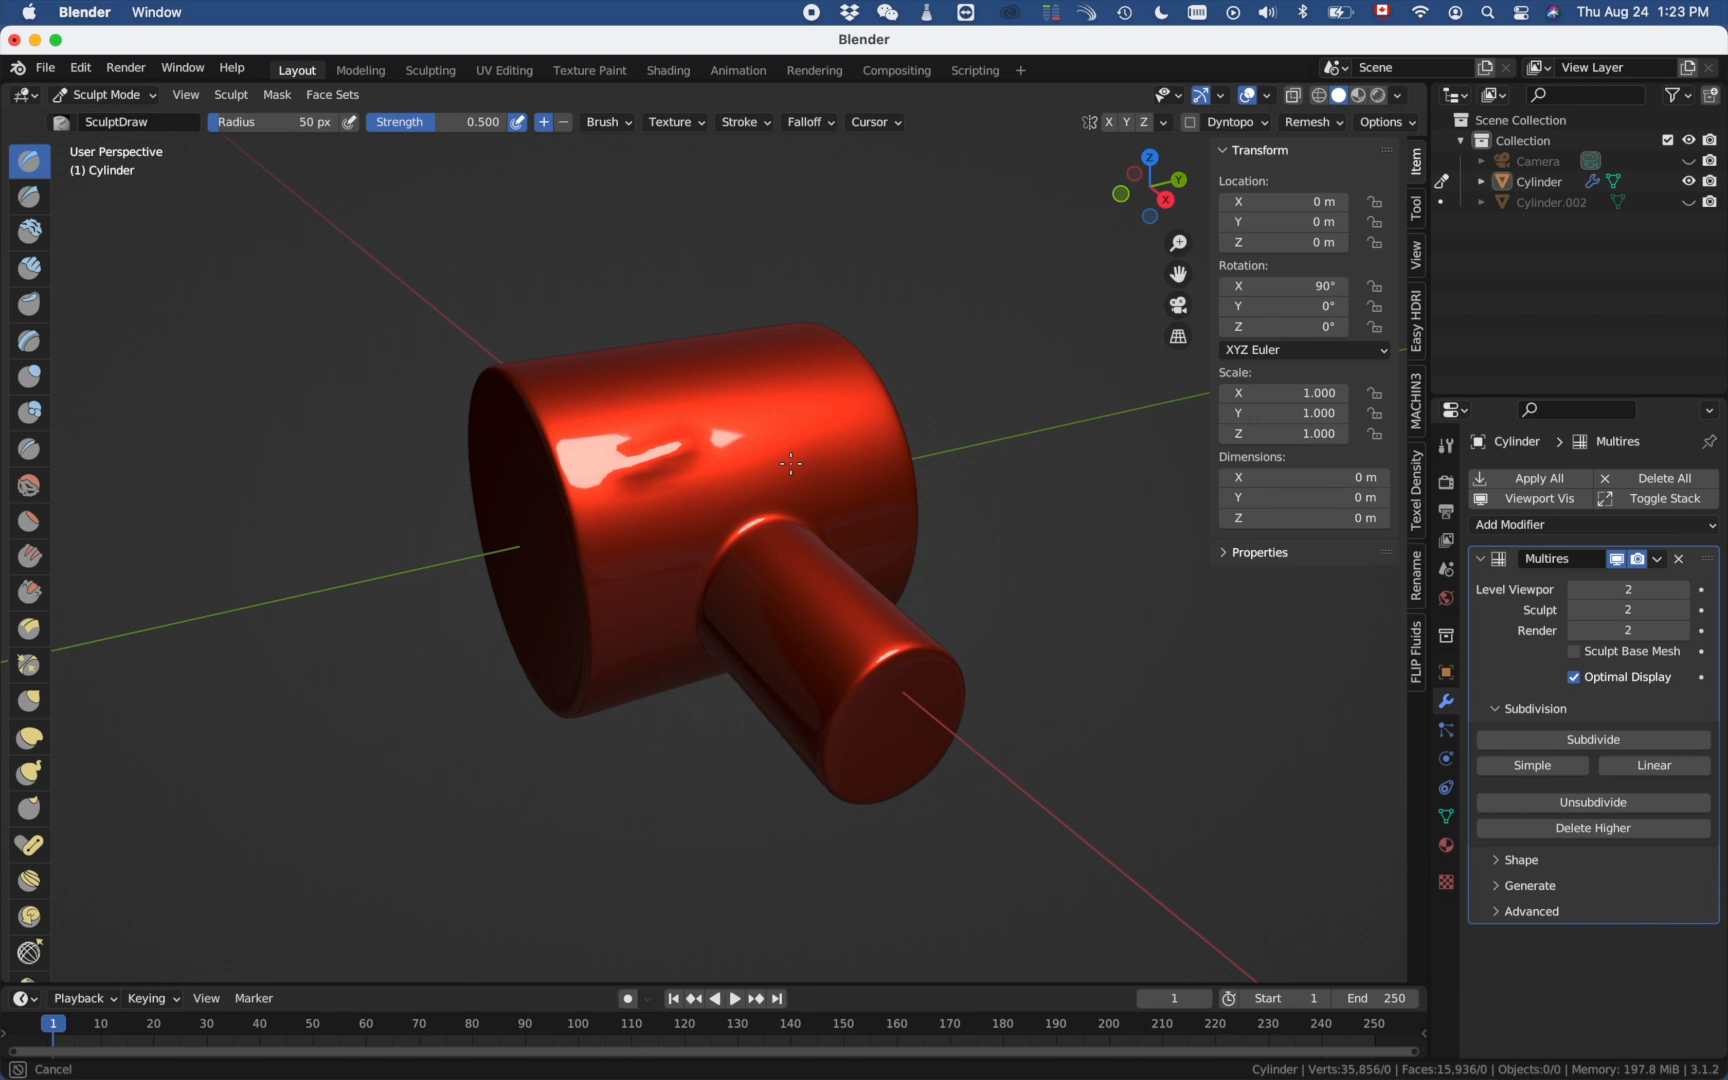 Blender Window Thu Aug 24 1:23 PM
Blender
File Edit Render Window Help Layout Modeling Sculpting UV Editing Texture Paint Shading Animation Rendering Compositing Scripting + Scene View Layer
Sculpt Mode View Sculpt Mask Face Sets
SculptDraw Radius 50 px Strength 0.500 Brush Texture Stroke Falloff Cursor X Y Z Dyntopo Remesh Options
User Perspective
(1) Cylinder
Z
Y
X
Transform
Location:
X 0 m
Y 0 m
Z 0 m
Rotation:
X 90°
Y 0°
Z 0°
XYZ Euler
Scale:
X 1.000
Y 1.000
Z 1.000
Dimensions:
X 0 m
Y 0 m
Z 0 m
Properties
Item
Tool
View
Easy HDRI
MACHIN3
Texel Density
Rename
FLIP Fluids
Scene Collection
Collection
Camera
Cylinder
Cylinder.002
Cylinder > Multires
Apply All Delete All
Viewport Vis Toggle Stack
Add Modifier
Multires
Level Viewpor 2
Sculpt 2
Render 2
Sculpt Base Mesh
Optimal Display
Subdivision
Subdivide
Simple Linear
Unsubdivide
Delete Higher
Shape
Generate
Advanced
Playback Keying View Marker 1 Start 1 End 250
1 10 20 30 40 50 60 70 80 90 100 110 120 130 140 150 160 170 180 190 200 210 220 230 240 250
Cancel Cylinder | Verts:35,856/0 | Faces:15,936/0 | Objects:0/0 | Memory: 197.8 MiB | 3.1.2